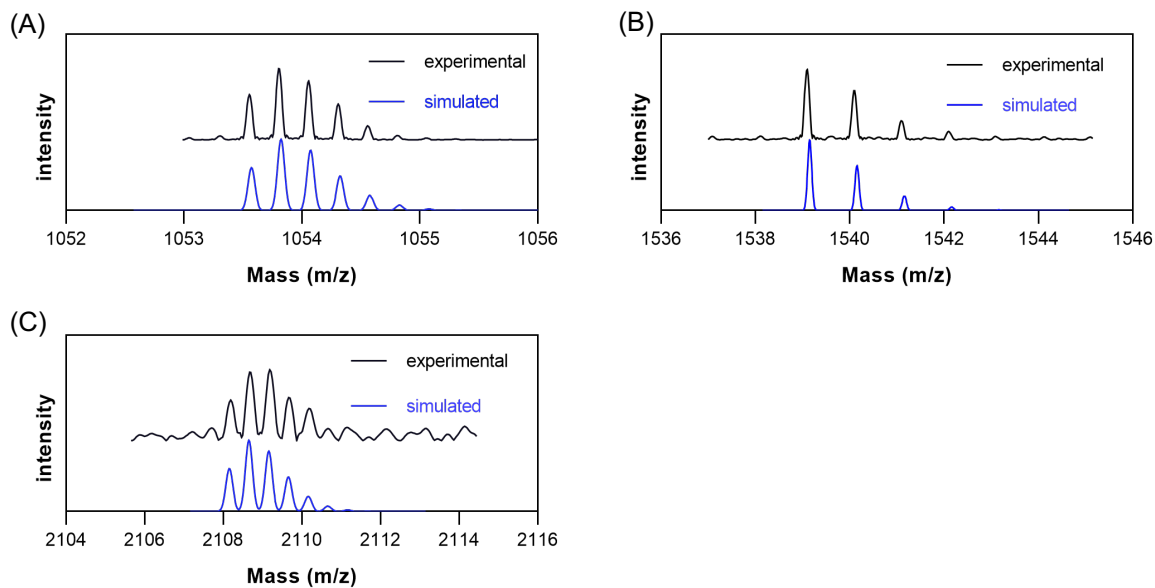 (A)
intensity
experimental
simulated
1052 1053 1054 1055 1056
Mass (m/z)
(B)
intensity
experimental
simulated
1536 1538 1540 1542 1544 1546
Mass (m/z)
(C)
intensity
experimental
simulated
2104 2106 2108 2110 2112 2114 2116
Mass (m/z)